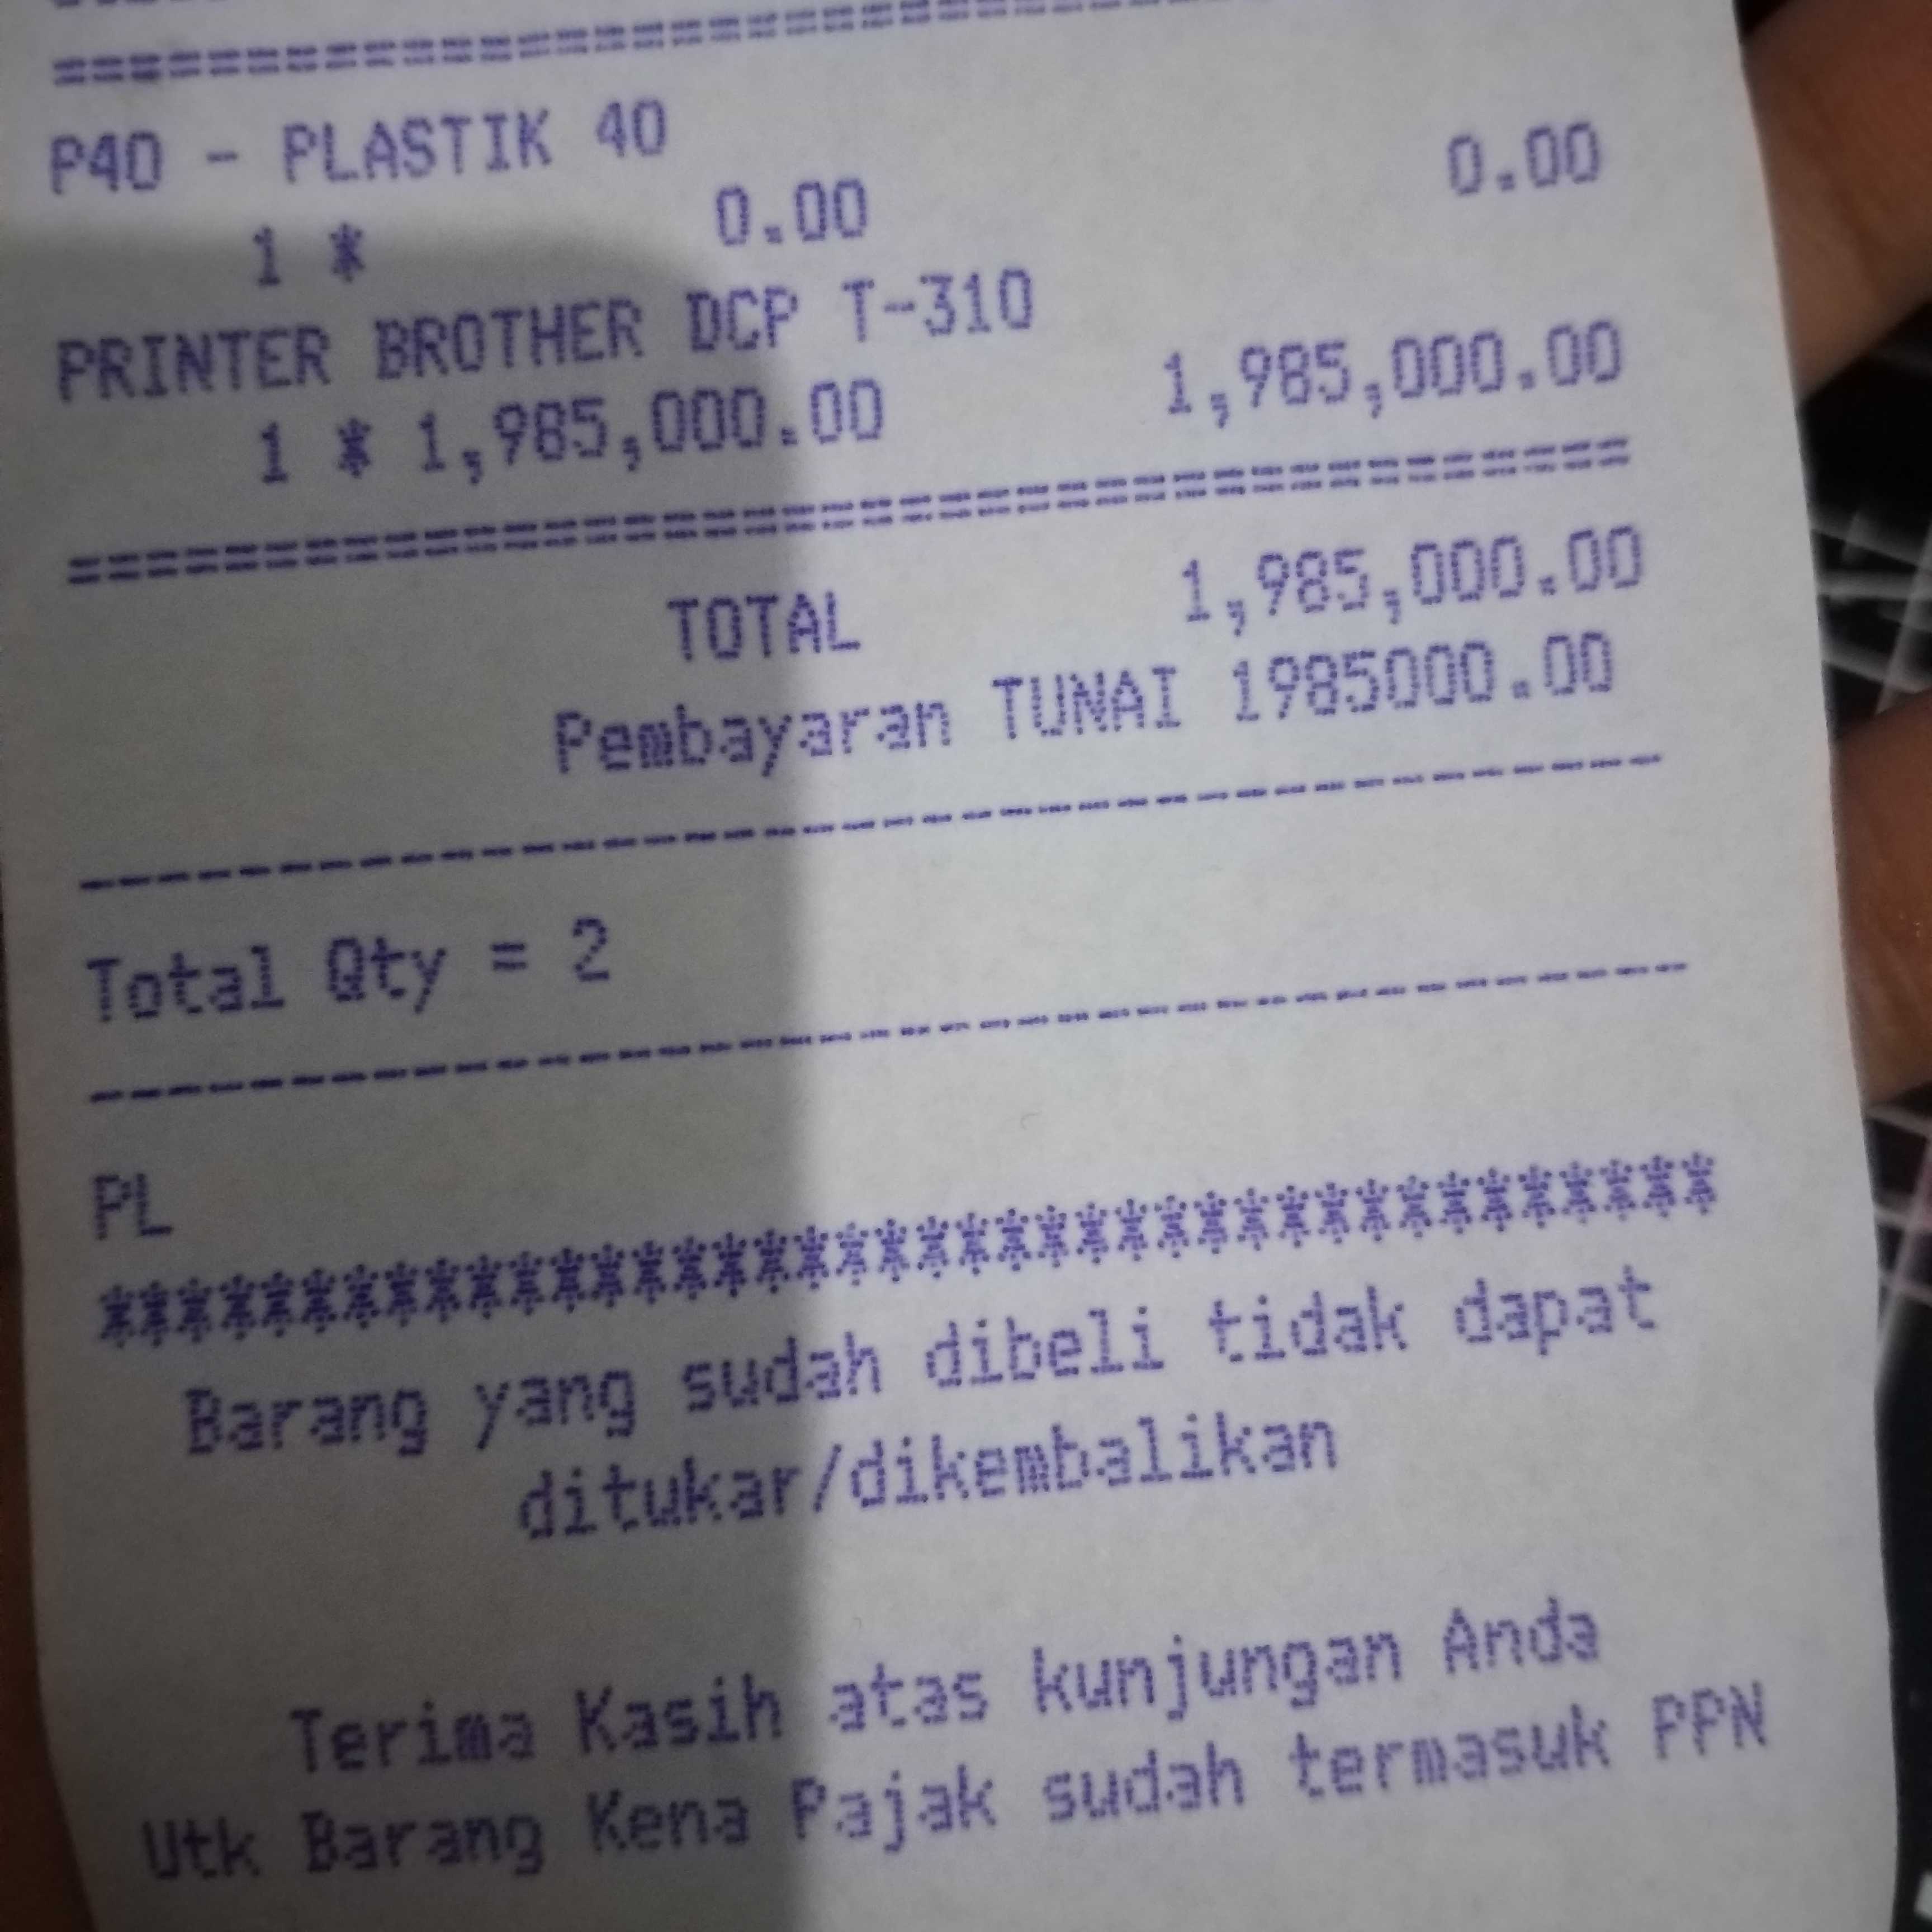 P40 - PLASTIK 40
1 * 0.00 0.00
PRINTER BROTHER DCP T-310
1 * 1,985,000.00 1,985,000.00
TOTAL 1,985,000.00
Pembayaran TUNAI 1985000.00
Total Qty = 2
PL
****************************************
Barang yang sudah dibeli tidak dapat
ditukar/dikembalikan
Terima Kasih atas kunjungan Anda
Utk Barang Kena Pajak sudah termasuk PPN